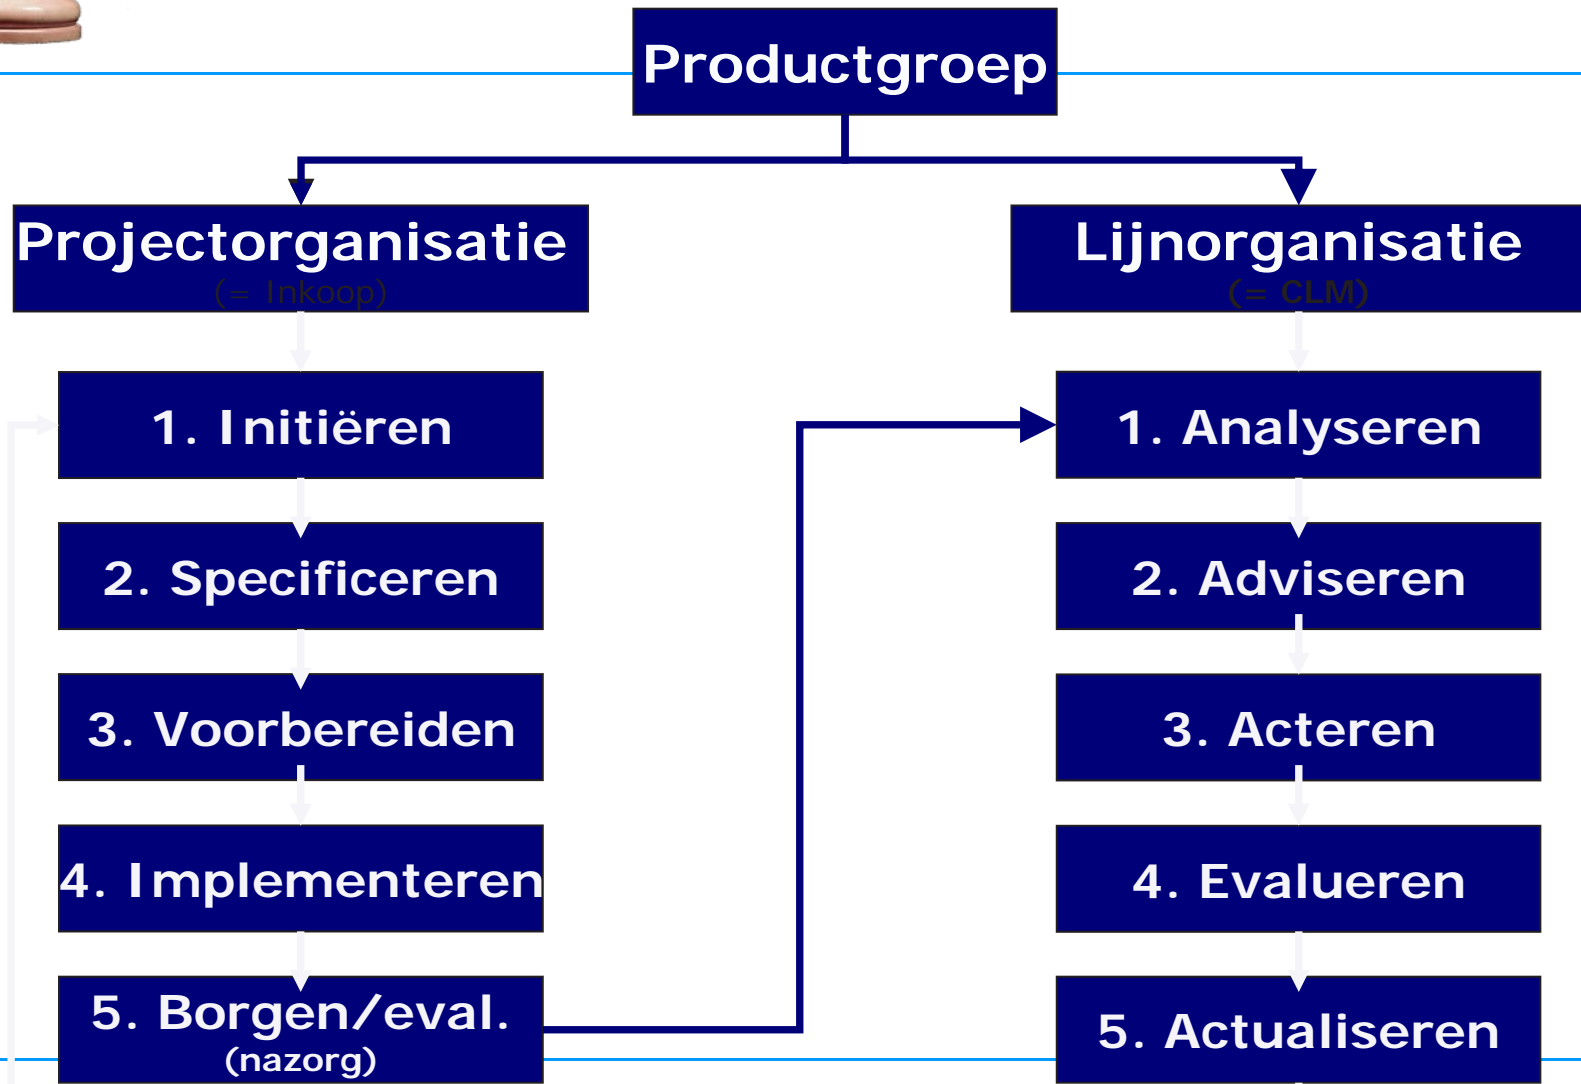 Productgroep
Projectorganisatie
(= Inkoop)
1. Initiëren
2. Specificeren
3. Voorbereiden
4. Implementeren
5. Borgen/eval.
(nazorg)
Lijnorganisatie
(= CLM)
1. Analyseren
2. Adviseren
3. Acteren
4. Evalueren
5. Actualiseren